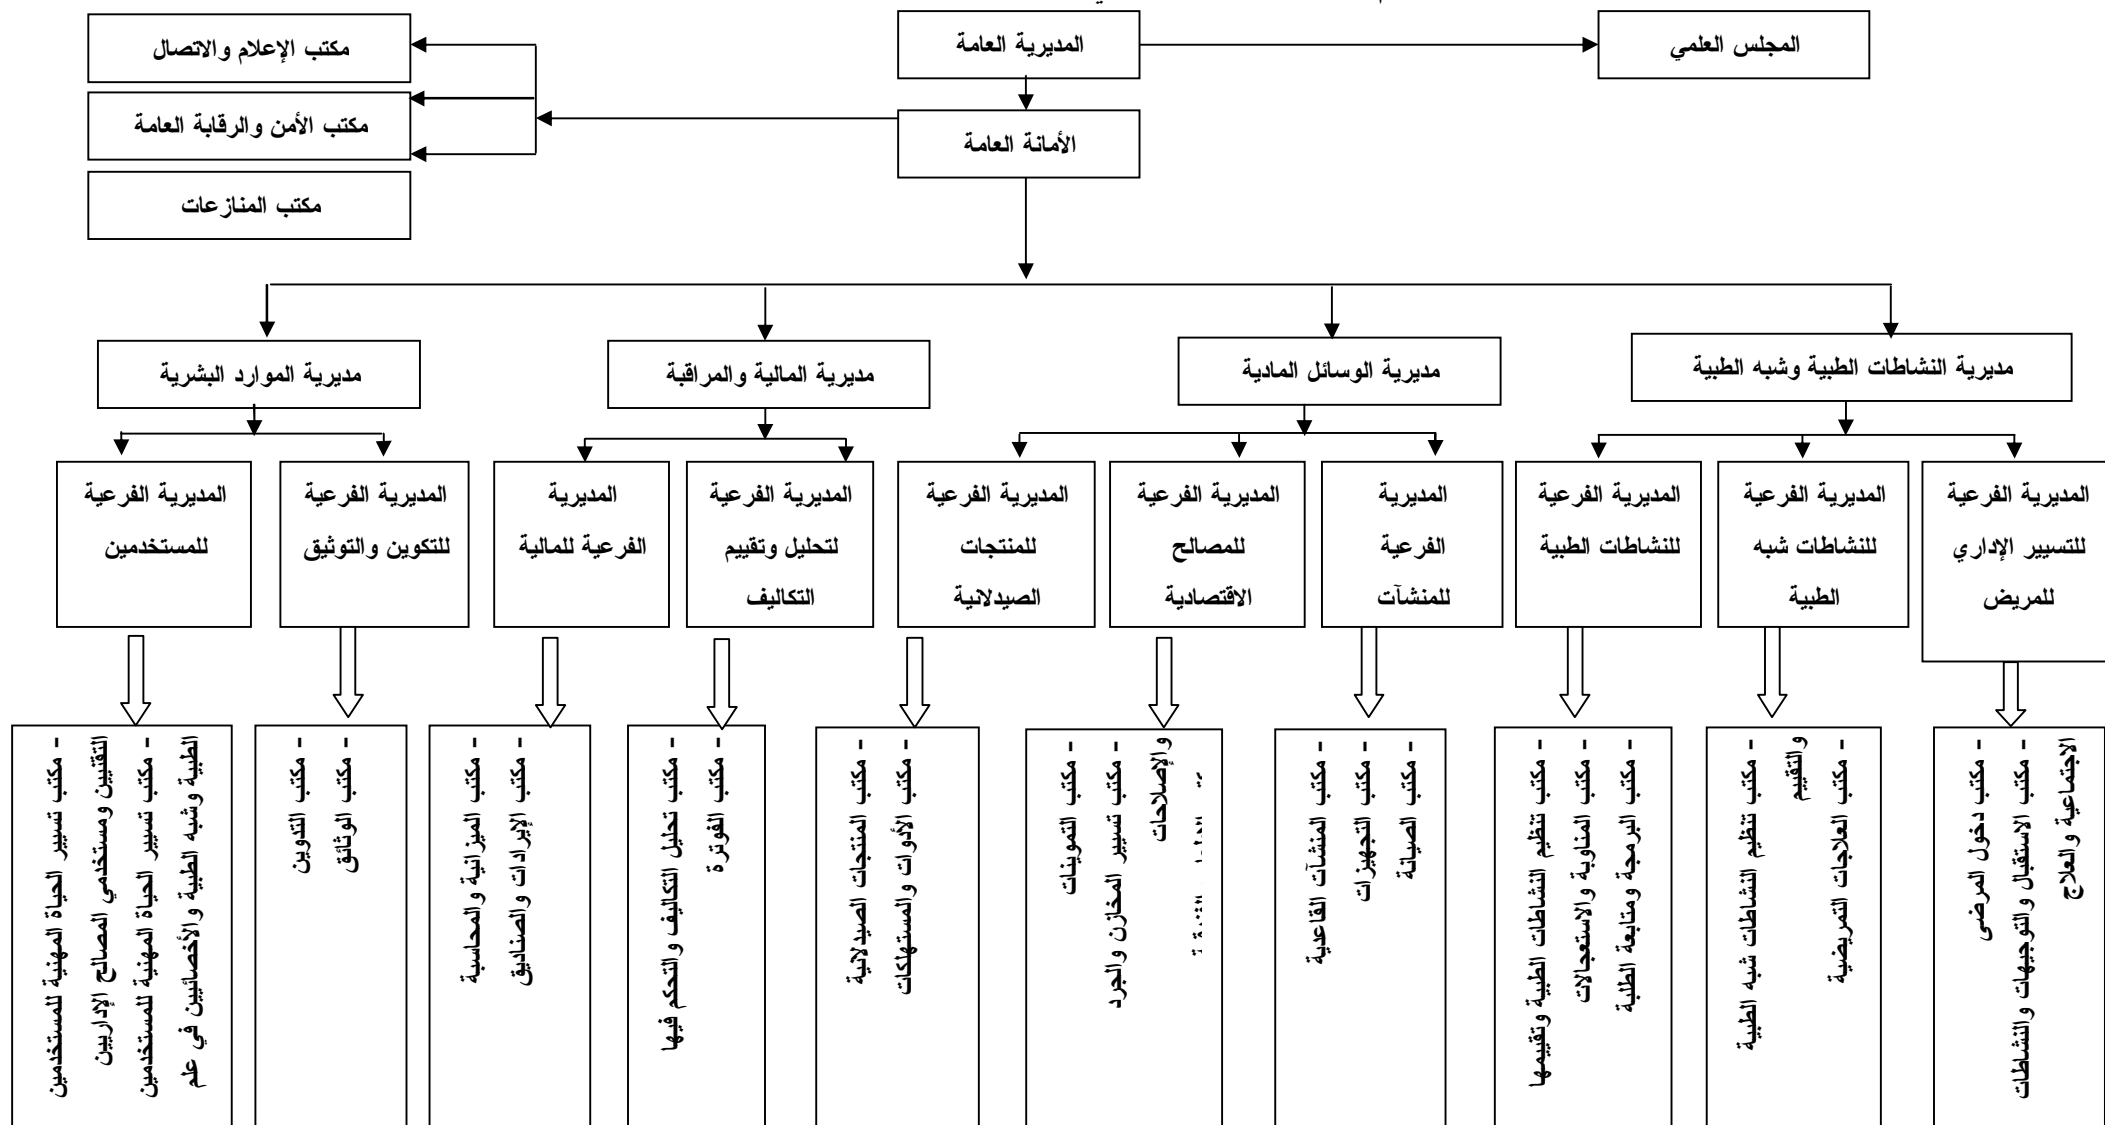 المجلس العلمي
المديرية العامة
مكتب الإعلام والاتصال
مكتب الأمن والرقابة العامة
الأمانة العامة
مكتب المنازعات
مديرية النشاطات الطبية وشبه الطبية
مديرية الوسائل المادية
مديرية المالية والمراقبة
مديرية الموارد البشرية
المديرية الفرعية
للتسيير الإداري
للمريض
المديرية الفرعية
للنشاطات شبه
الطبية
المديرية الفرعية
للنشاطات الطبية
المديرية
الفرعية
للمنشآت
المديرية الفرعية
للمصالح
الاقتصادية
المديرية الفرعية
للمنتجات
الصيدلانية
المديرية الفرعية
لتحليل وتقييم
التكاليف
المديرية
الفرعية للمالية
المديرية الفرعية
للتكوين والتوثيق
المديرية الفرعية
للمستخدمين
- مكتب دخول المرضى
- مكتب الاستقبال والتوجيهات والنشاطات
الاجتماعية والعلاج
- مكتب تنظيم النشاطات شبه الطبية
والتقييم
- مكتب العلاجات التمريضية
- مكتب تنظيم النشاطات الطبية وتقييمها
- مكتب المناوبة والاستعجالات
- مكتب البرمجة ومتابعة الطلبة
- مكتب المنشآت القاعدية
- مكتب التجهيزات
- مكتب الصيانة
- مكتب التموينات
- مكتب تسيير المخازن والجرد
والإصلاحات
- مكتب المنتجات الصيدلانية
- مكتب الأدوات والمستهلكات
- مكتب تحليل التكاليف والتحكم فيها
- مكتب الفوترة
- مكتب الميزانية والمحاسبة
- مكتب الإيرادات والصناديق
- مكتب التدوين
- مكتب الوثائق
- مكتب تسيير الحياة المهنية للمستخدمين
التقنيين ومستخدمي المصالح الإداريين
- مكتب تسيير الحياة المهنية للمستخدمين
الطبية وشبه الطبية والأخصائيين في علم